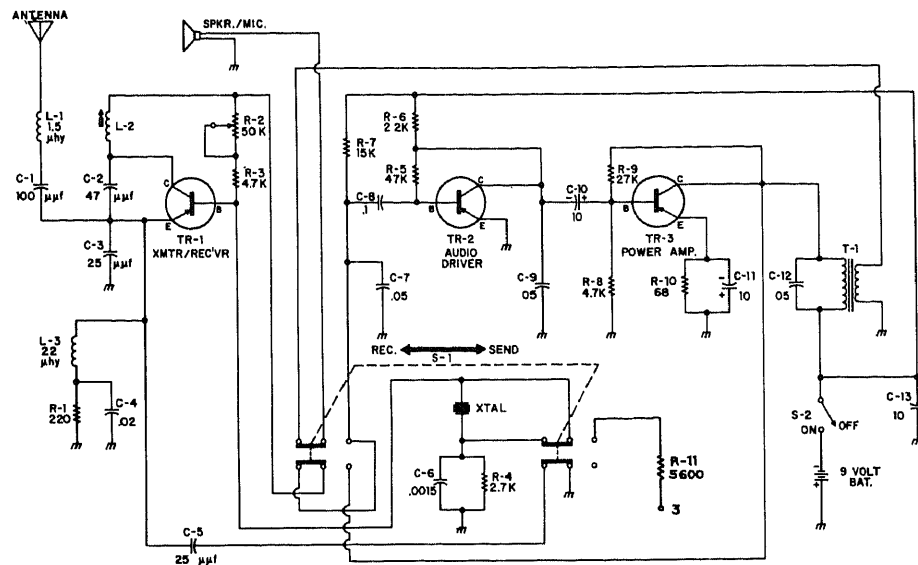 ANTENNA
SPKR./MIC.
L-1
1.5
µhy
L-2
R-2
50K
R-3
4.7K
C-1
100 µµf
C-2
47 µµf
C
B
E
TR-1
XMTR/REC'VR
C-3
25 µµf
L-3
22
µhy
R-1
220
C-4
.02
C-5
25 µµf
R-7
15K
R-6
2.2K
R-5
47K
C-8
.1
C
B
E
TR-2
AUDIO
DRIVER
C-7
.05
C-9
05
C-10
- +
10
R-9
27K
C
B
E
TR-3
POWER AMP.
R-8
4.7K
R-10
68
C-11
-
+
10
C-12
05
T-1
REC.
SEND
S-1
XTAL
C-6
.0015
R-4
2.7K
R-11
5600
3
S-2
ON
OFF
C-13
10
-
+
9 VOLT
BAT.